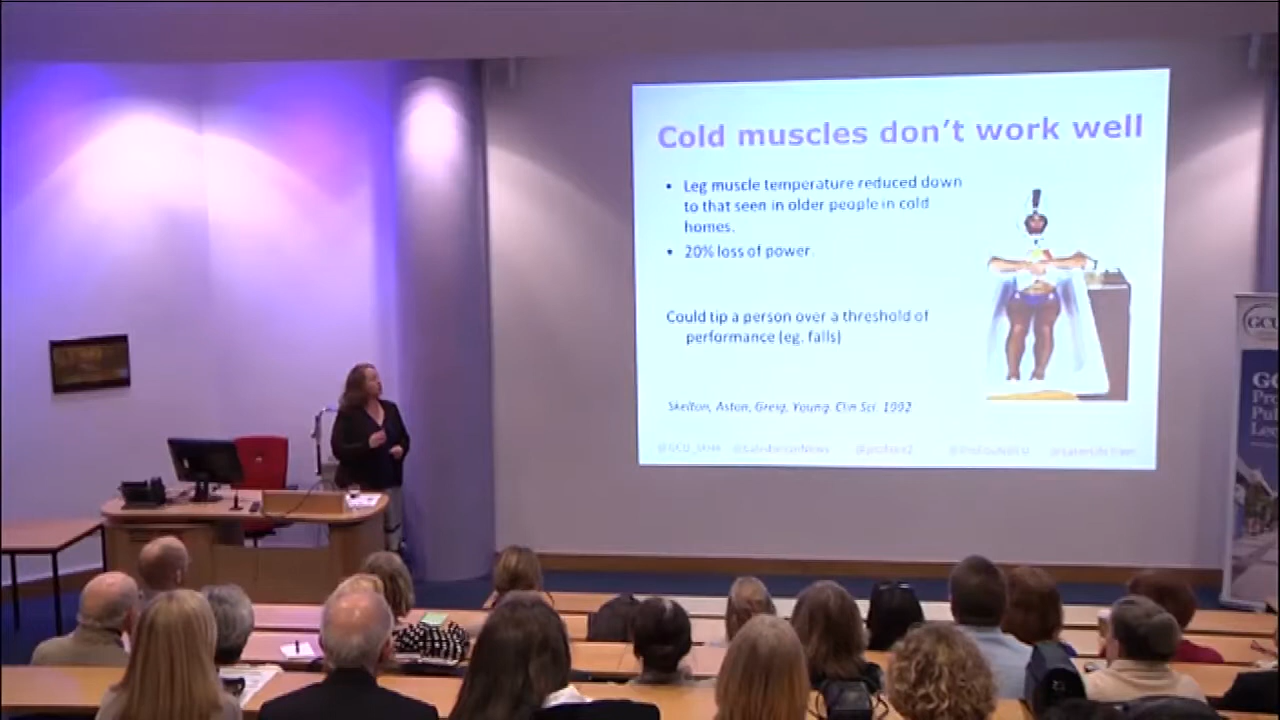 Cold muscles don't work well
• Leg muscle temperature reduced down
to that seen in older people in cold
homes.
• 20% loss of power.
Could tip a person over a threshold of
performance (eg. falls)
Skelton, Aston, Greig, Young. Clin Sci. 1992
GCU